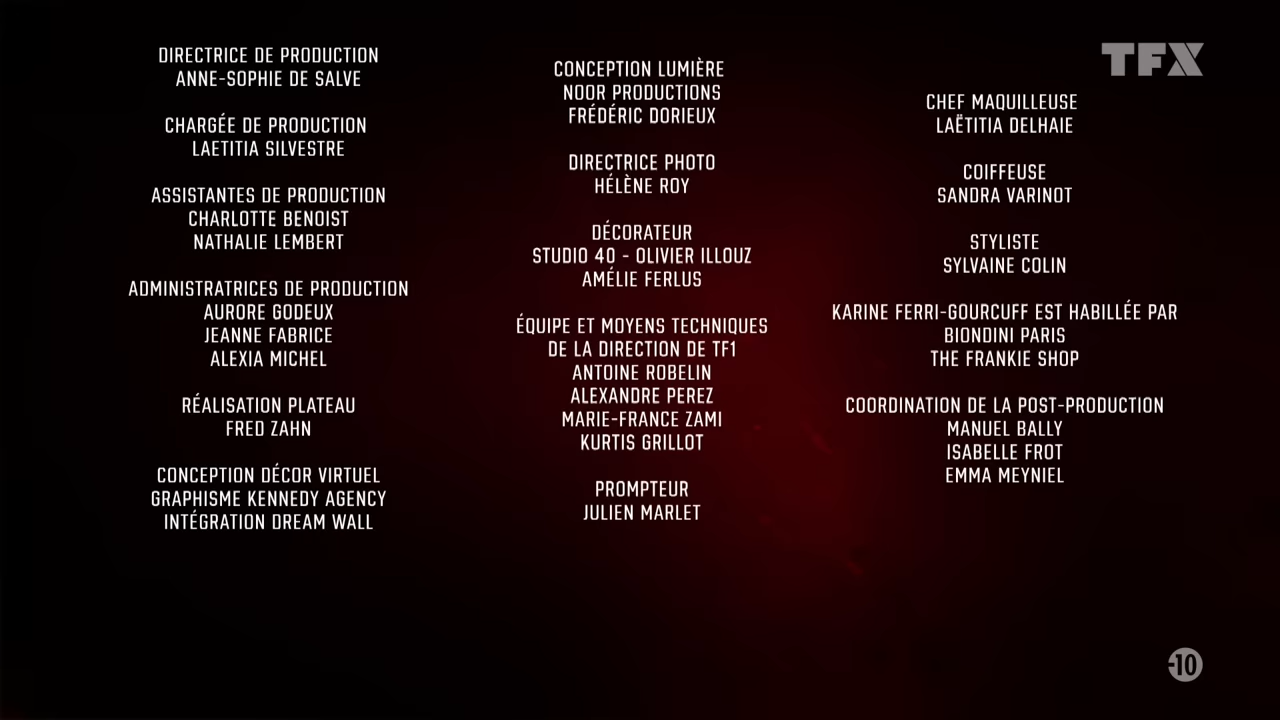 DIRECTRICE DE PRODUCTION
ANNE-SOPHIE DE SALVE
CHARGÉE DE PRODUCTION
LAETITIA SILVESTRE
ASSISTANTES DE PRODUCTION
CHARLOTTE BENOIST
NATHALIE LEMBERT
ADMINISTRATRICES DE PRODUCTION
AURORE GODEUX
JEANNE FABRICE
ALEXIA MICHEL
RÉALISATION PLATEAU
FRED ZAHN
CONCEPTION DÉCOR VIRTUEL
GRAPHISME KENNEDY AGENCY
INTÉGRATION DREAM WALL
CONCEPTION LUMIÈRE
NOOR PRODUCTIONS
FRÉDÉRIC DORIEUX
DIRECTRICE PHOTO
HÉLÈNE ROY
DÉCORATEUR
STUDIO 40 - OLIVIER ILLOUZ
AMÉLIE FERLUS
ÉQUIPE ET MOYENS TECHNIQUES
DE LA DIRECTION DE TF1
ANTOINE ROBELIN
ALEXANDRE PEREZ
MARIE-FRANCE ZAMI
KURTIS GRILLOT
PROMPTEUR
JULIEN MARLET
TFX
CHEF MAQUILLEUSE
LAËTITIA DELHAIE
COIFFEUSE
SANDRA VARINOT
STYLISTE
SYLVAINE COLIN
KARINE FERRI-GOURCUFF EST HABILLÉE PAR
BIONDINI PARIS
THE FRANKIE SHOP
COORDINATION DE LA POST-PRODUCTION
MANUEL BALLY
ISABELLE FROT
EMMA MEYNIEL
-10